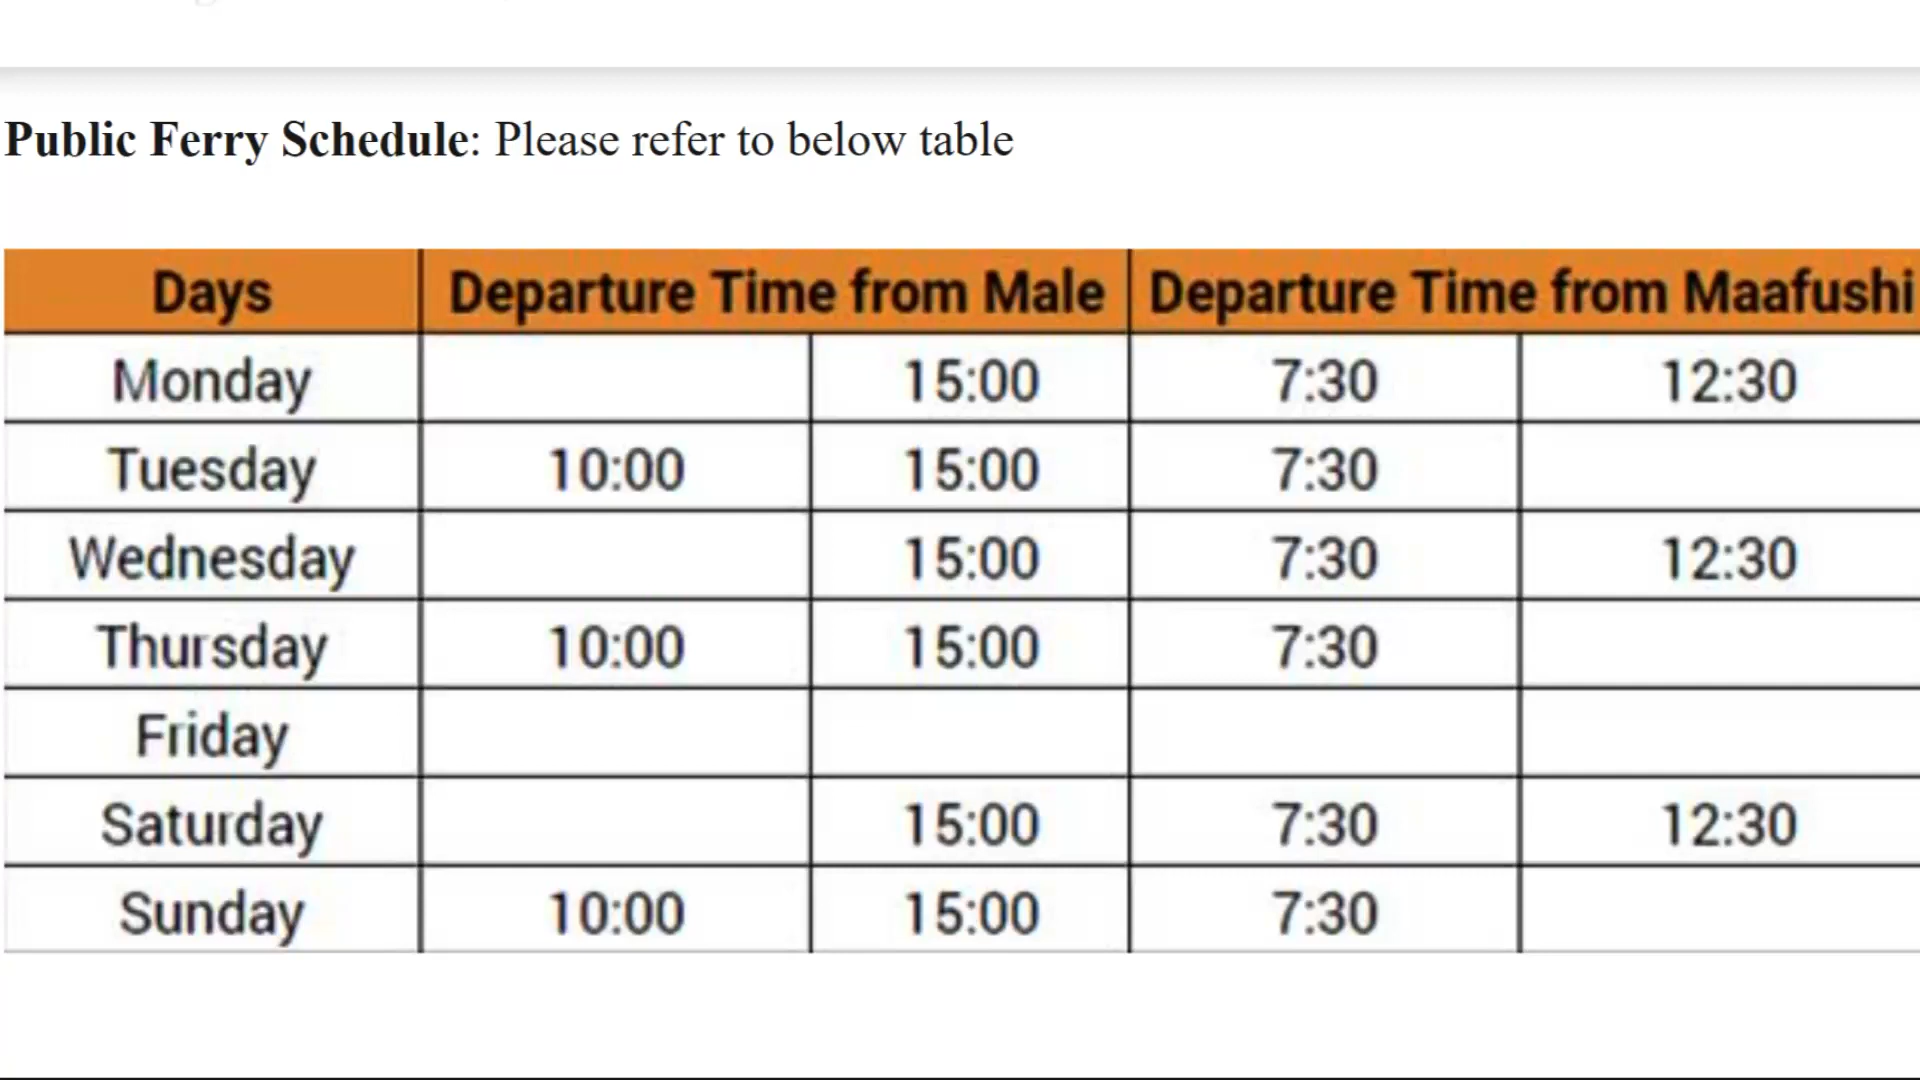 Public Ferry Schedule: Please refer to below table
Days Departure Time from Male Departure Time from Maafushi
Monday 15:00 7:30 12:30
Tuesday 10:00 15:00 7:30
Wednesday 15:00 7:30 12:30
Thursday 10:00 15:00 7:30
Friday
Saturday 15:00 7:30 12:30
Sunday 10:00 15:00 7:30